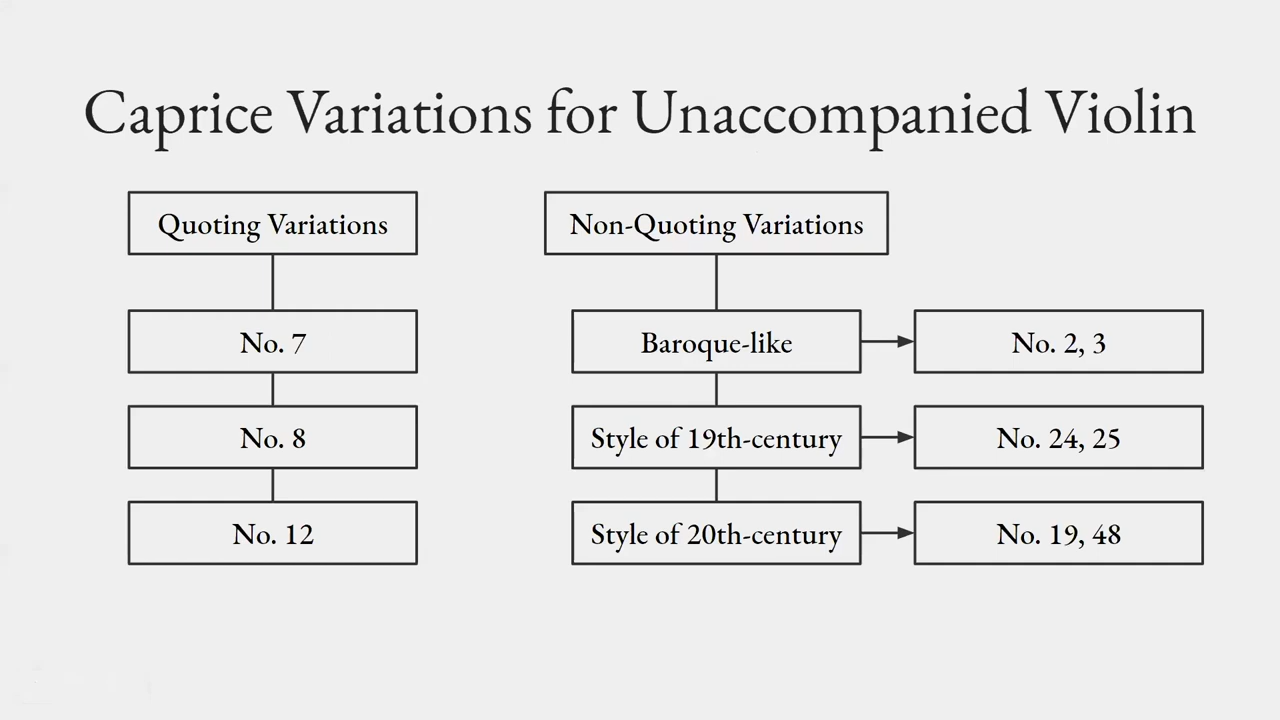 Caprice Variations for Unaccompanied Violin
Quoting Variations
No. 7
No. 8
No. 12
Non-Quoting Variations
Baroque-like
No. 2, 3
Style of 19th-century
No. 24, 25
Style of 20th-century
No. 19, 48